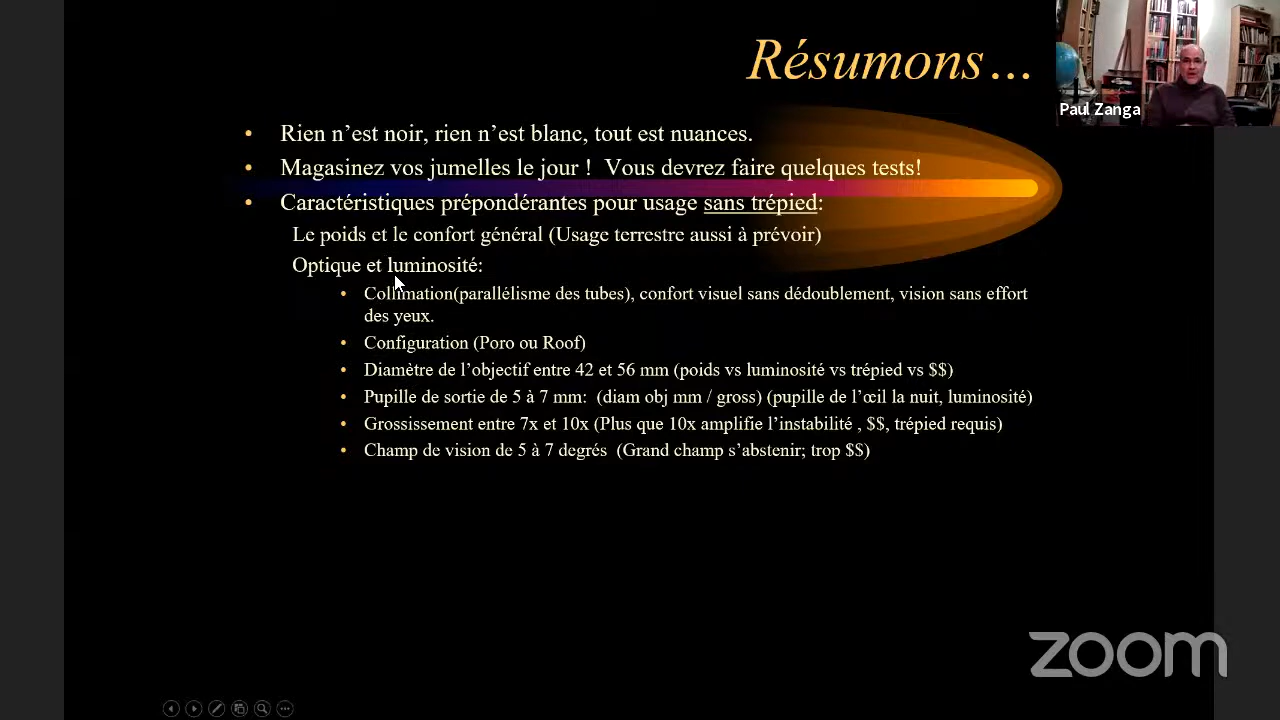 Résumons…
Paul Zanga
• Rien n’est noir, rien n’est blanc, tout est nuances.
• Magasinez vos jumelles le jour ! Vous devrez faire quelques tests!
• Caractéristiques prépondérantes pour usage sans trépied:
Le poids et le confort général (Usage terrestre aussi à prévoir)
Optique et luminosité:
• Collimation(parallélisme des tubes), confort visuel sans dédoublement, vision sans effort
des yeux.
• Configuration (Poro ou Roof)
• Diamètre de l’objectif entre 42 et 56 mm (poids vs luminosité vs trépied vs $$)
• Pupille de sortie de 5 à 7 mm: (diam obj mm / gross) (pupille de l’œil la nuit, luminosité)
• Grossissement entre 7x et 10x (Plus que 10x amplifie l’instabilité , $$, trépied requis)
• Champ de vision de 5 à 7 degrés (Grand champ s’abstenir; trop $$)
zoom